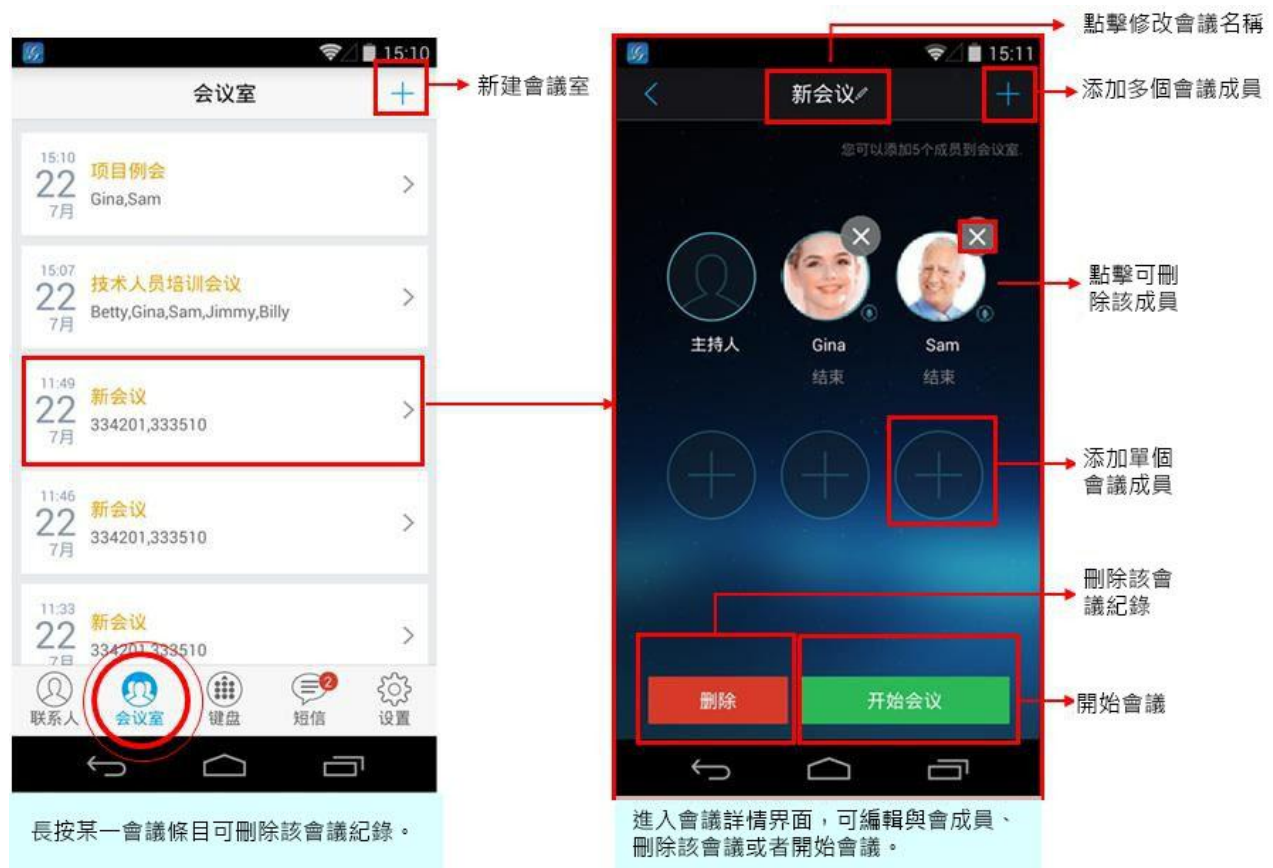 15:10
会议室
新建會議室
15:10
22
7月
项目例会
Gina,Sam
15:07
22
7月
技术人员培训会议
Betty,Gina,Sam,Jimmy,Billy
11:49
22
7月
新会议
334201,333510
11:46
22
7月
新会议
334201,333510
11:33
22
7月
新会议
334201,333510
2
联系人
会议室
键盘
短信
设置
長按某一會議條目可刪除該會議紀錄。
點擊修改會議名稱
15:11
新会议
添加多個會議成員
您可以添加5个成员到会议室.
點擊可刪
除該成員
主持人
Gina
Sam
结束
结束
添加單個
會議成員
刪除該會
議紀錄
删除
开始会议
開始會議
進入會議詳情界面,可編輯與會成員、
刪除該會議或者開始會議。